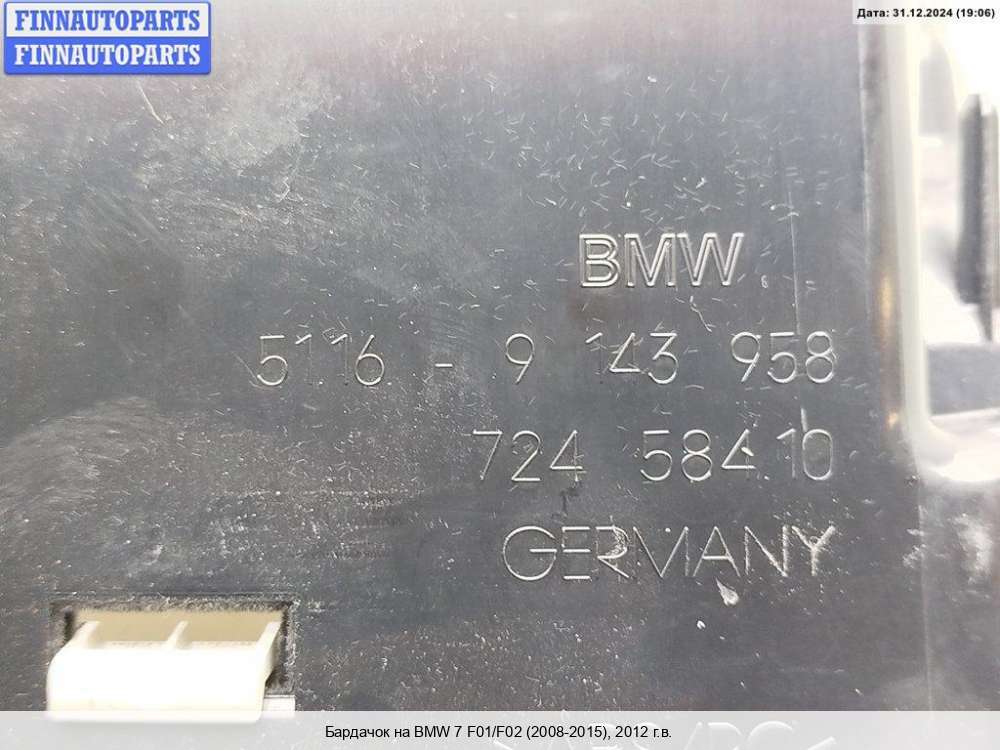 FINNAUTOPARTS
FINNAUTOPARTS
Дата: 31.12.2024 (19:06)
BMW
5116 - 9 143 958
724 584.10
GERMANY
Бардачок на BMW 7 F01/F02 (2008-2015), 2012 г.в.